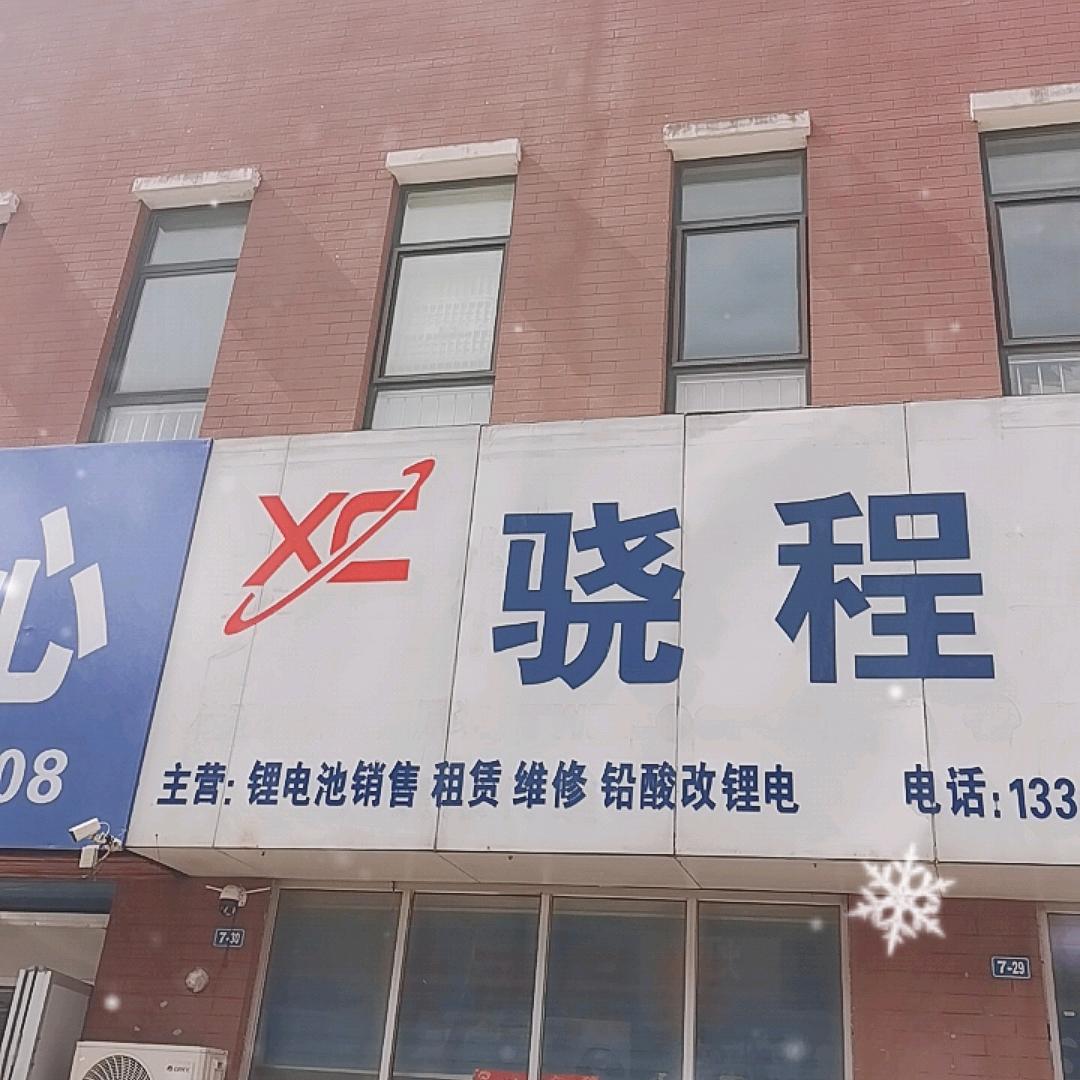 心
08
XC
骁程
主营: 锂电池销售 租赁 维修 铅酸改锂电
电话: 133
7-30
7-29
GREE